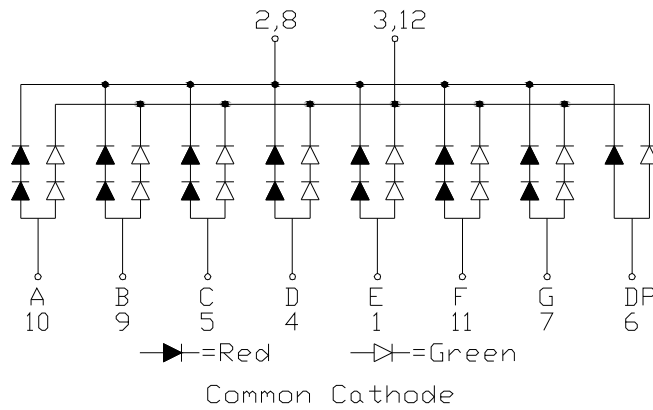 2,8 3,12
A B C D E F G DP
10 9 5 4 1 11 7 6
=Red =Green
Common Cathode